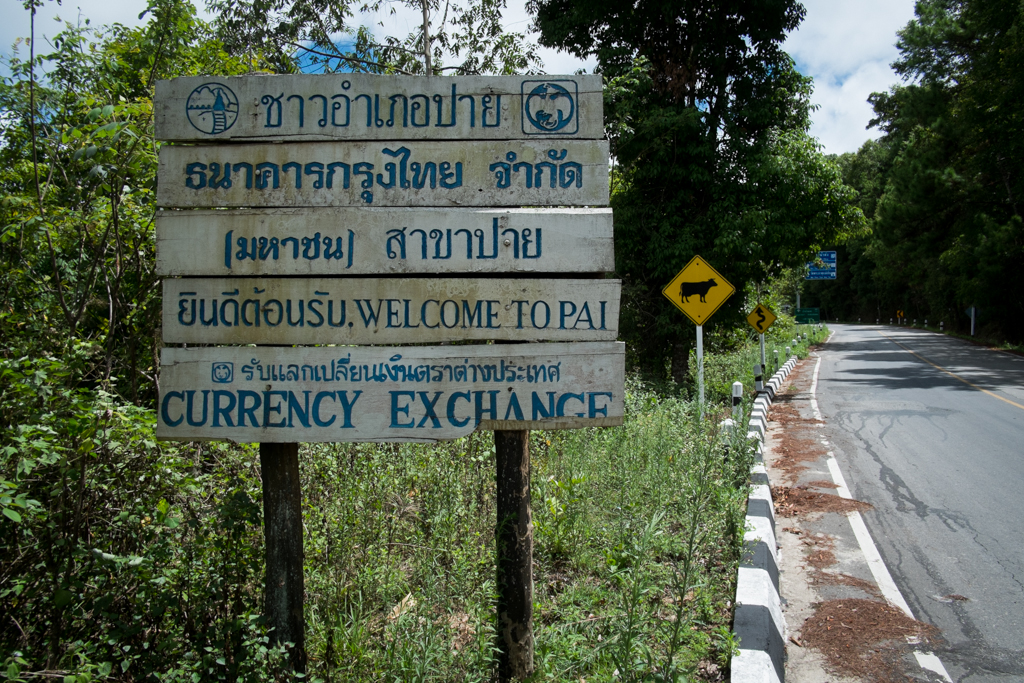 ชาวอำเภอปาย
ธนาคารกรุงไทย จำกัด
(มหาชน) สาขาปาย
ยินดีต้อนรับ.WELCOME TO PAI
รับแลกเปลี่ยนเงินตราต่างประเทศ
CURRENCY EXCHANGE